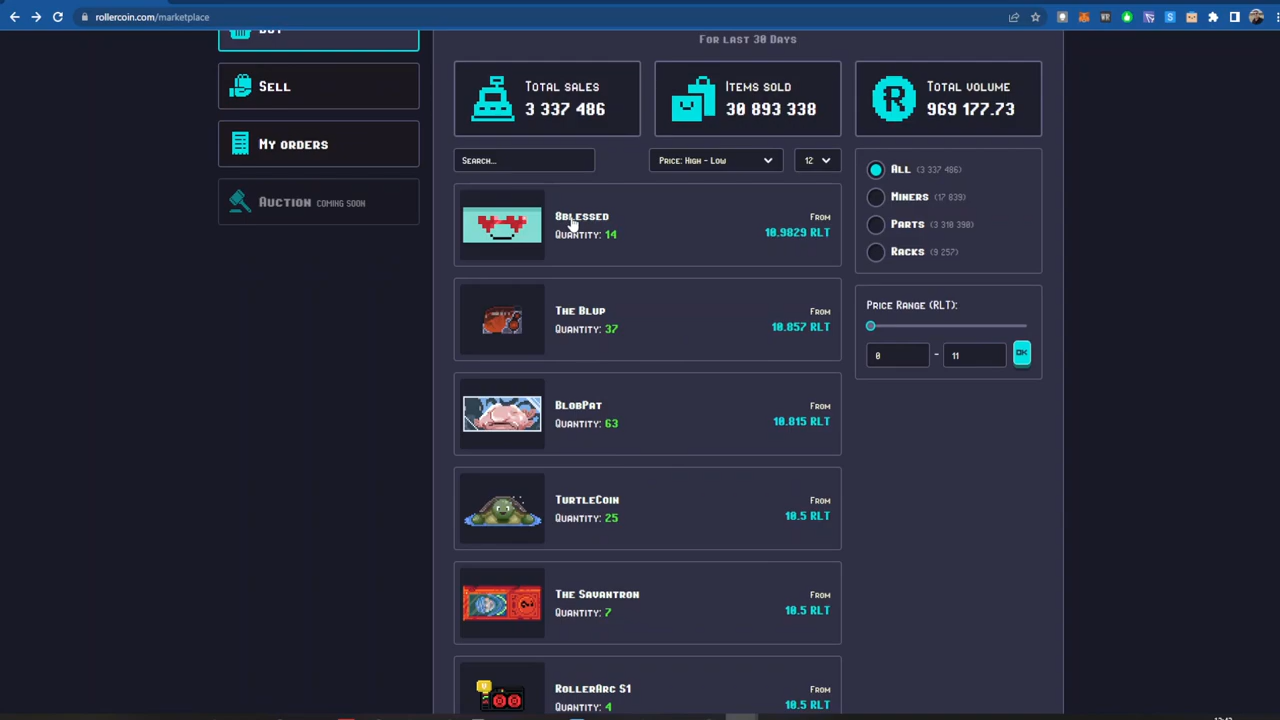 rollercoin.com/marketplace
For last 30 Days
Sell
My orders
Auction coming soon
Total sales
3 337 486
Items sold
30 893 338
Total volume
969 177.73
Search...
Price: High - Low
12
8Blessed
Quantity: 14
From
10.9829 RLT
The Blup
Quantity: 37
From
10.857 RLT
BlobPat
Quantity: 63
From
10.815 RLT
TurtleCoin
Quantity: 25
From
10.5 RLT
The Savantron
Quantity: 7
From
10.5 RLT
RollerArc S1
Quantity: 4
From
10.5 RLT
All (3 337 486)
Miners (17 839)
Parts (3 310 390)
Racks (9 257)
Price Range (RLT):
0 - 11
OK